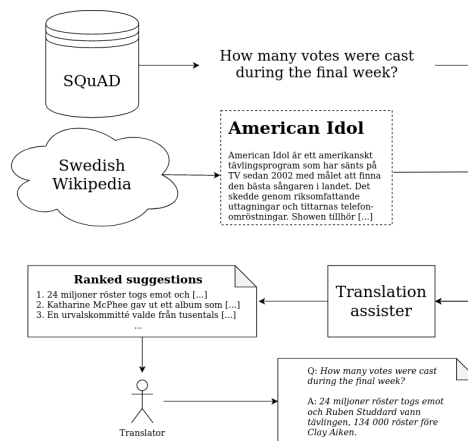 SQuAD
How many votes were cast
during the final week?
Swedish
Wikipedia
American Idol
American Idol är ett amerikanskt
tävlingsprogram som har sänts på
TV sedan 2002 med målet att finna
den bästa sångaren i landet. Det
skedde genom riksomfattande
uttagningar och tittarnas telefon-
omröstningar. Showen tillhör [...]
Ranked suggestions
1. 24 miljoner röster togs emot och [...]
2. Katharine McPhee gav ut ett album som [...]
3. En urvalskommitté valde från tusentals [...]
...
Translation
assister
Translator
Q: How many votes were cast
during the final week?
A: 24 miljoner röster togs emot
och Ruben Studdard vann
tävlingen, 134 000 röster före
Clay Aiken.